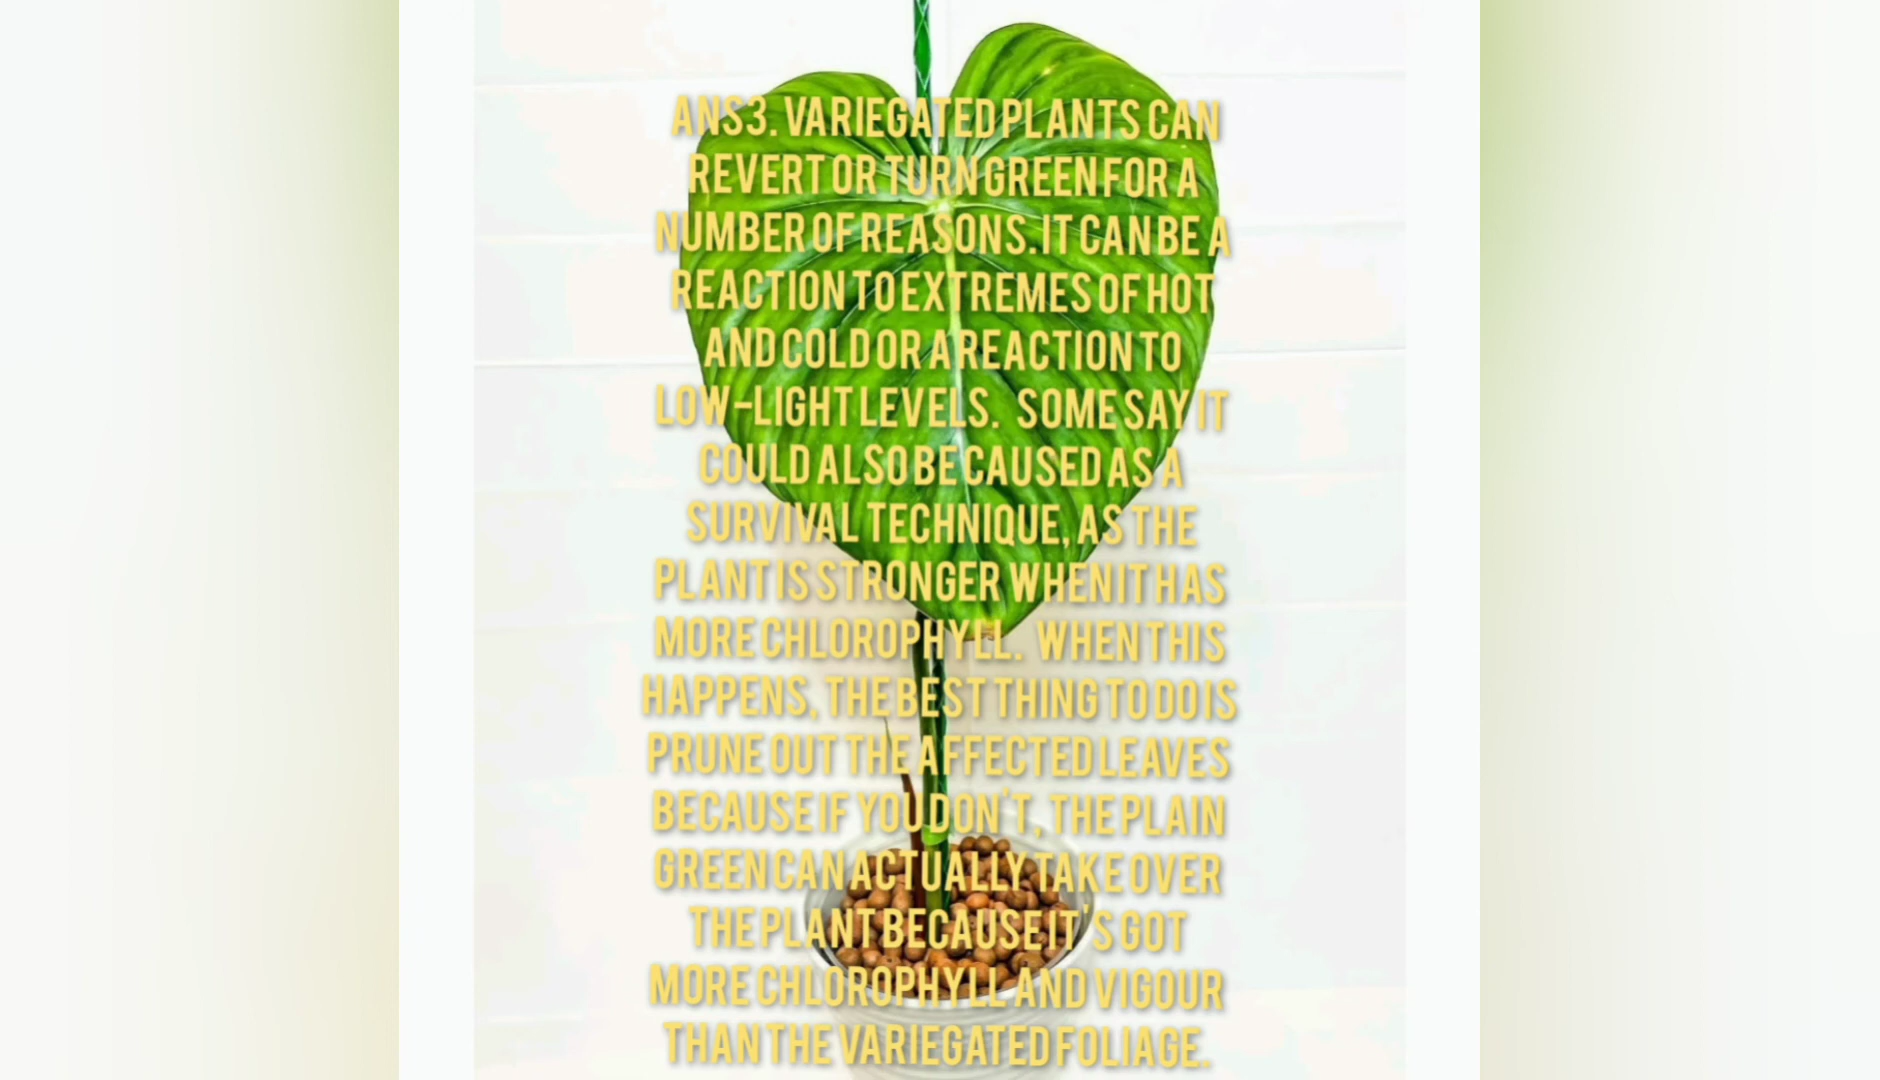 ANS3. VARIEGATED PLANTS CAN
REVERT OR TURN GREEN FOR A
NUMBER OF REASONS. IT CAN BE A
REACTION TO EXTREMES OF HOT
AND COLD OR A REACTION TO
LOW-LIGHT LEVELS. SOME SAY IT
COULD ALSO BE CAUSED AS A
SURVIVAL TECHNIQUE, AS THE
PLANT IS STRONGER WHEN IT HAS
MORE CHLOROPHYLL. WHEN THIS
HAPPENS, THE BEST THING TO DO IS
PRUNE OUT THE AFFECTED LEAVES
BECAUSE IF YOU DON'T, THE PLAIN
GREEN CAN ACTUALLY TAKE OVER
THE PLANT BECAUSE IT'S GOT
MORE CHLOROPHYLL AND VIGOUR
THAN THE VARIEGATED FOLIAGE.